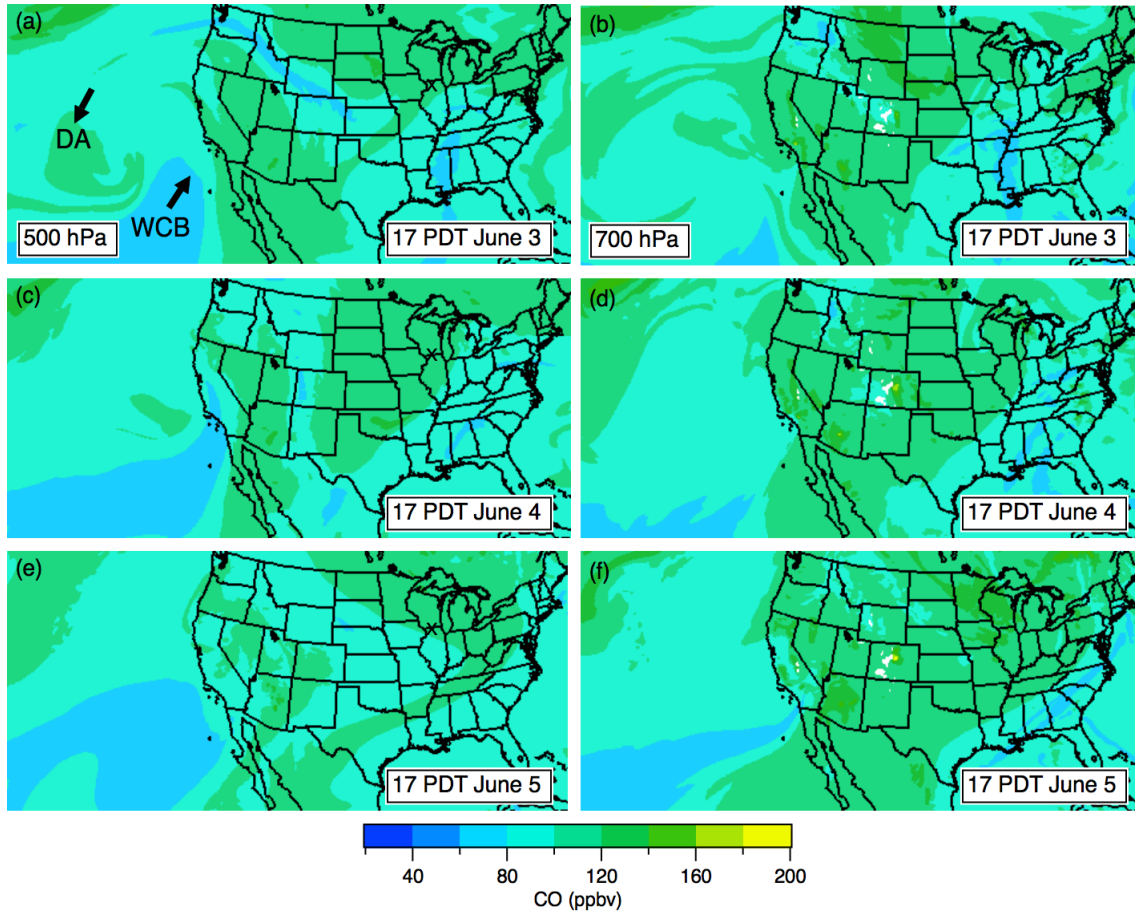 (a)
DA
WCB
500 hPa
17 PDT June 3
(b)
700 hPa
17 PDT June 3
(c)
17 PDT June 4
(d)
17 PDT June 4
(e)
17 PDT June 5
(f)
17 PDT June 5
40 80 120 160 200
CO (ppbv)